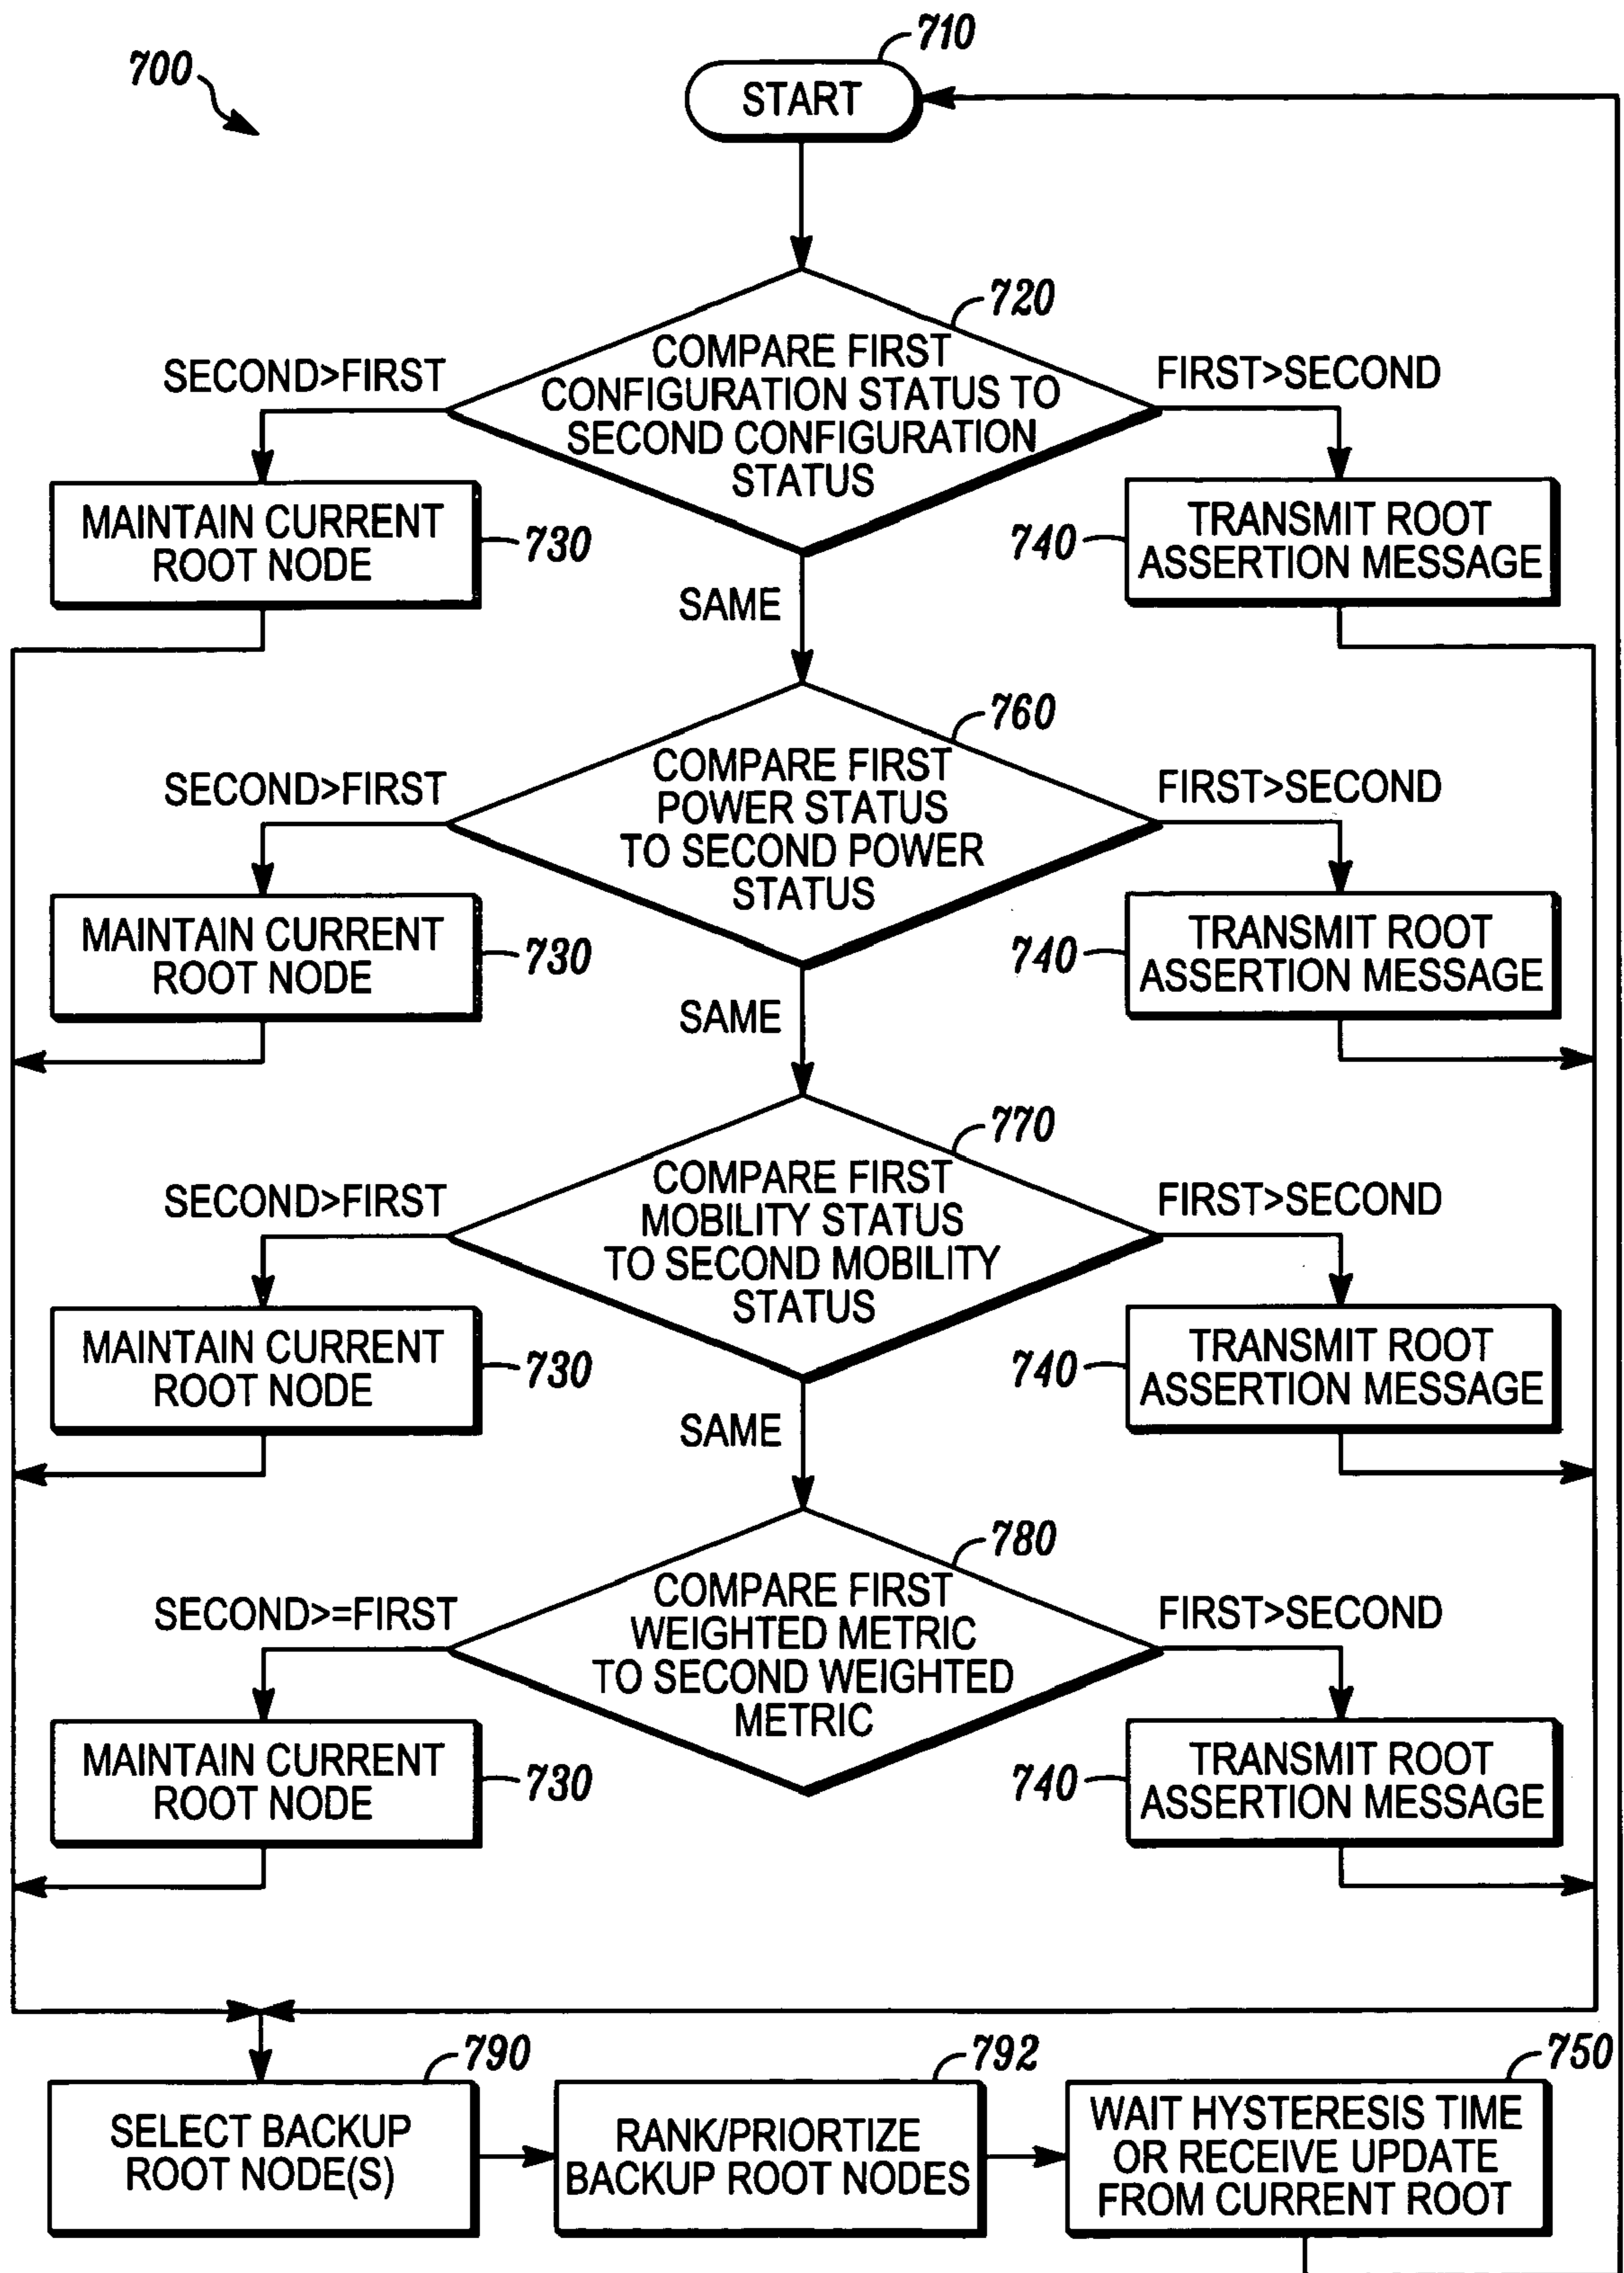 710
700
START
720
COMPARE FIRST
CONFIGURATION STATUS TO
SECOND CONFIGURATION
STATUS
SECOND>FIRST
FIRST>SECOND
MAINTAIN CURRENT
ROOT NODE
730
740
TRANSMIT ROOT
ASSERTION MESSAGE
SAME
760
COMPARE FIRST
POWER STATUS
TO SECOND POWER
STATUS
SECOND>FIRST
FIRST>SECOND
MAINTAIN CURRENT
ROOT NODE
730
740
TRANSMIT ROOT
ASSERTION MESSAGE
SAME
770
COMPARE FIRST
MOBILITY STATUS
TO SECOND MOBILITY
STATUS
SECOND>FIRST
FIRST>SECOND
MAINTAIN CURRENT
ROOT NODE
730
740
TRANSMIT ROOT
ASSERTION MESSAGE
SAME
780
COMPARE FIRST
WEIGHTED METRIC
TO SECOND WEIGHTED
METRIC
SECOND>=FIRST
FIRST>SECOND
MAINTAIN CURRENT
ROOT NODE
730
740
TRANSMIT ROOT
ASSERTION MESSAGE
790
SELECT BACKUP
ROOT NODE(S)
792
RANK/PRIORTIZE
BACKUP ROOT NODES
750
WAIT HYSTERESIS TIME
OR RECEIVE UPDATE
FROM CURRENT ROOT